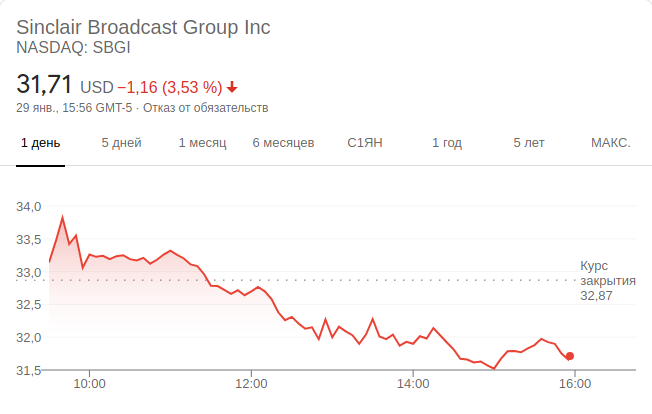 Sinclair Broadcast Group Inc
NASDAQ: SBGI
31,71 USD −1,16 (3,53 %)
29 янв., 15:56 GMT-5 · Отказ от обязательств
1 день 5 дней 1 месяц 6 месяцев С1ЯН 1 год 5 лет МАКС.
34,0
33,5
33,0
32,5
32,0
31,5
Курс
закрытия
32,87
10:00 12:00 14:00 16:00